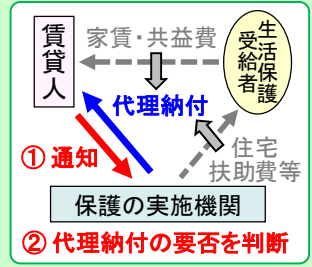 賃貸人
家賃・共益費
生活保護
受給者
代理納付
① 通知
住宅
扶助費等
保護の実施機関
② 代理納付の要否を判断